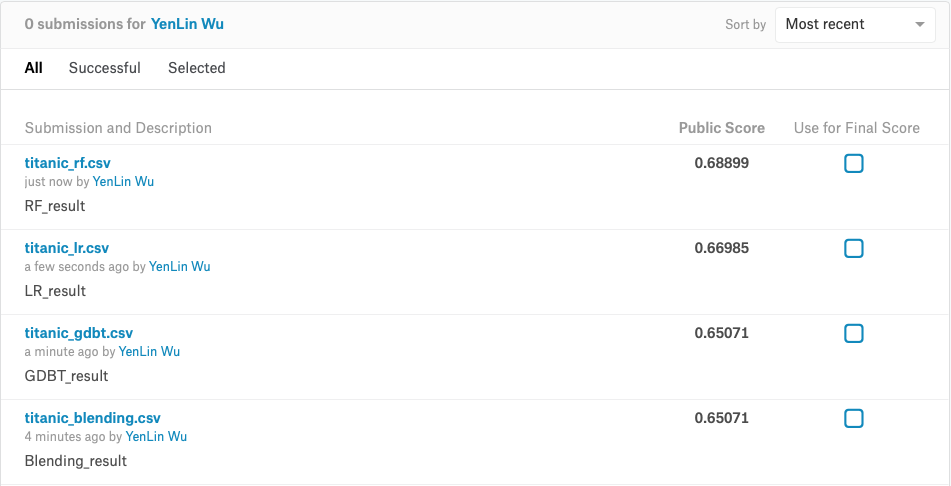 0 submissions for YenLin Wu
Sort by Most recent
All Successful Selected
Submission and Description Public Score Use for Final Score
titanic_rf.csv 0.68899
just now by YenLin Wu
RF_result
titanic_lr.csv 0.66985
a few seconds ago by YenLin Wu
LR_result
titanic_gdbt.csv 0.65071
a minute ago by YenLin Wu
GDBT_result
titanic_blending.csv 0.65071
4 minutes ago by YenLin Wu
Blending_result